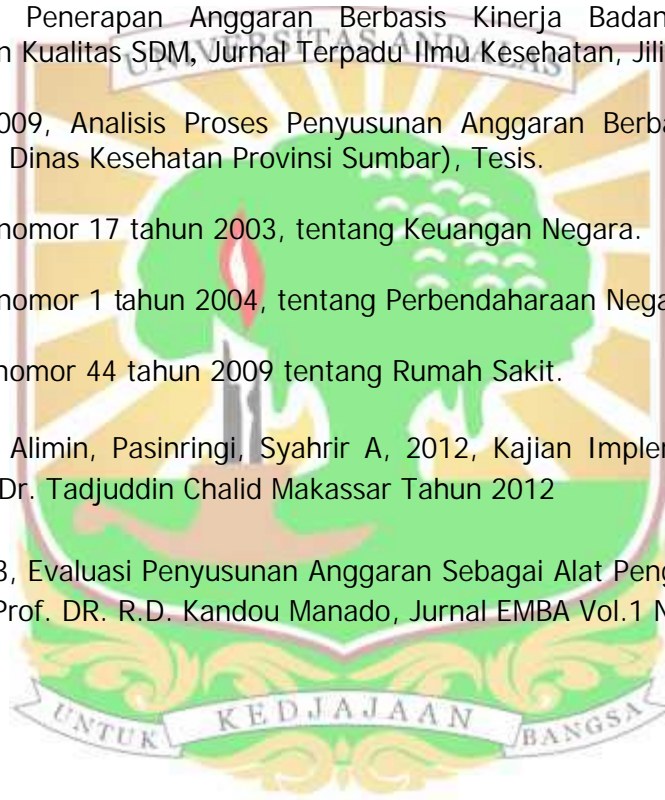 Penerapan Anggaran Berbasis Kinerja Badan
n Kualitas SDM, Jurnal Terpadu Ilmu Kesehatan, Jili
UNIVERSITAS ANDALAS
009, Analisis Proses Penyusunan Anggaran Berba
Dinas Kesehatan Provinsi Sumbar), Tesis.
nomor 17 tahun 2003, tentang Keuangan Negara.
nomor 1 tahun 2004, tentang Perbendaharaan Nega
nomor 44 tahun 2009 tentang Rumah Sakit.
Alimin, Pasinringi, Syahrir A, 2012, Kajian Impler
Dr. Tadjuddin Chalid Makassar Tahun 2012
3, Evaluasi Penyusunan Anggaran Sebagai Alat Peng
Prof. DR. R.D. Kandou Manado, Jurnal EMBA Vol.1 N
UNTUK KEDJAJAAN BANGSA